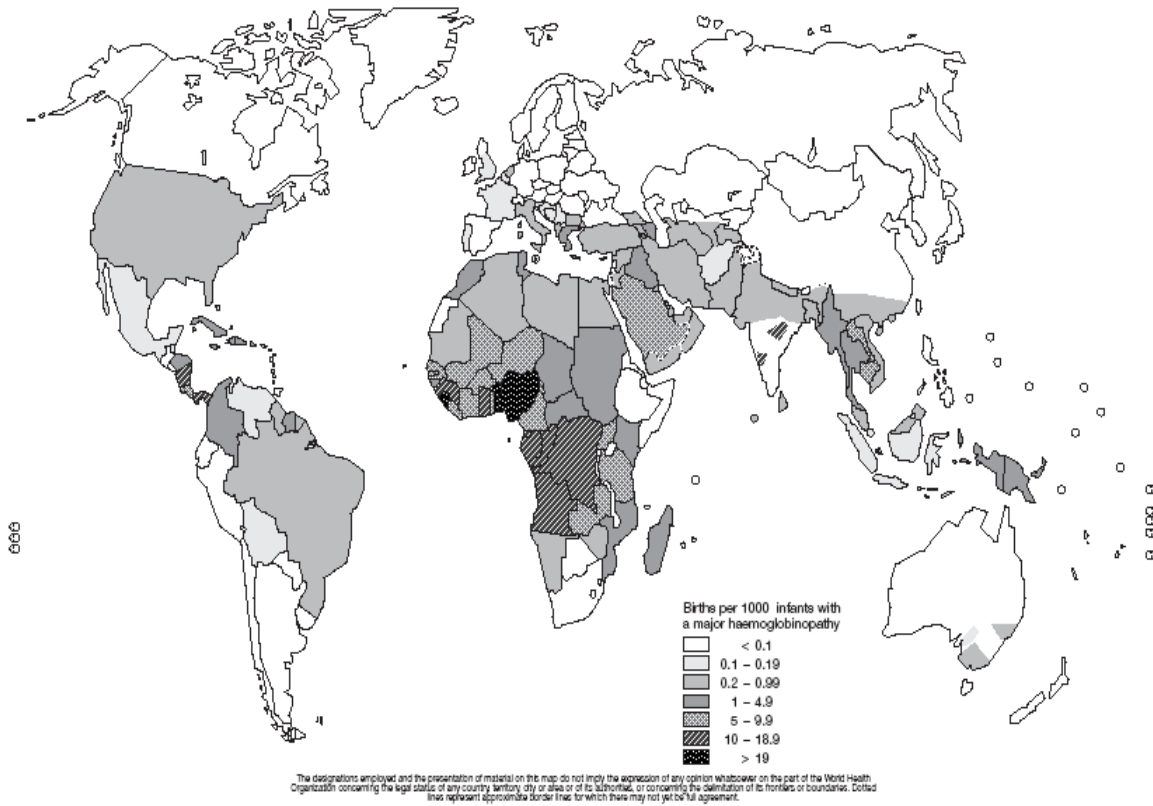 Births per 1000 infants with
a major haemoglobinopathy
< 0.1
0.1 – 0.19
0.2 – 0.99
1 – 4.9
5 – 9.9
10 – 18.9
> 19
The designations employed and the presentation of material on this map do not imply the expression of any opinion whatsoever on the part of the World Health
Organization concerning the legal status of any country, territory, city or area or of its authorities, or concerning the delimitation of its frontiers or boundaries. Dotted
lines represent approximate border lines for which there may not yet be full agreement.